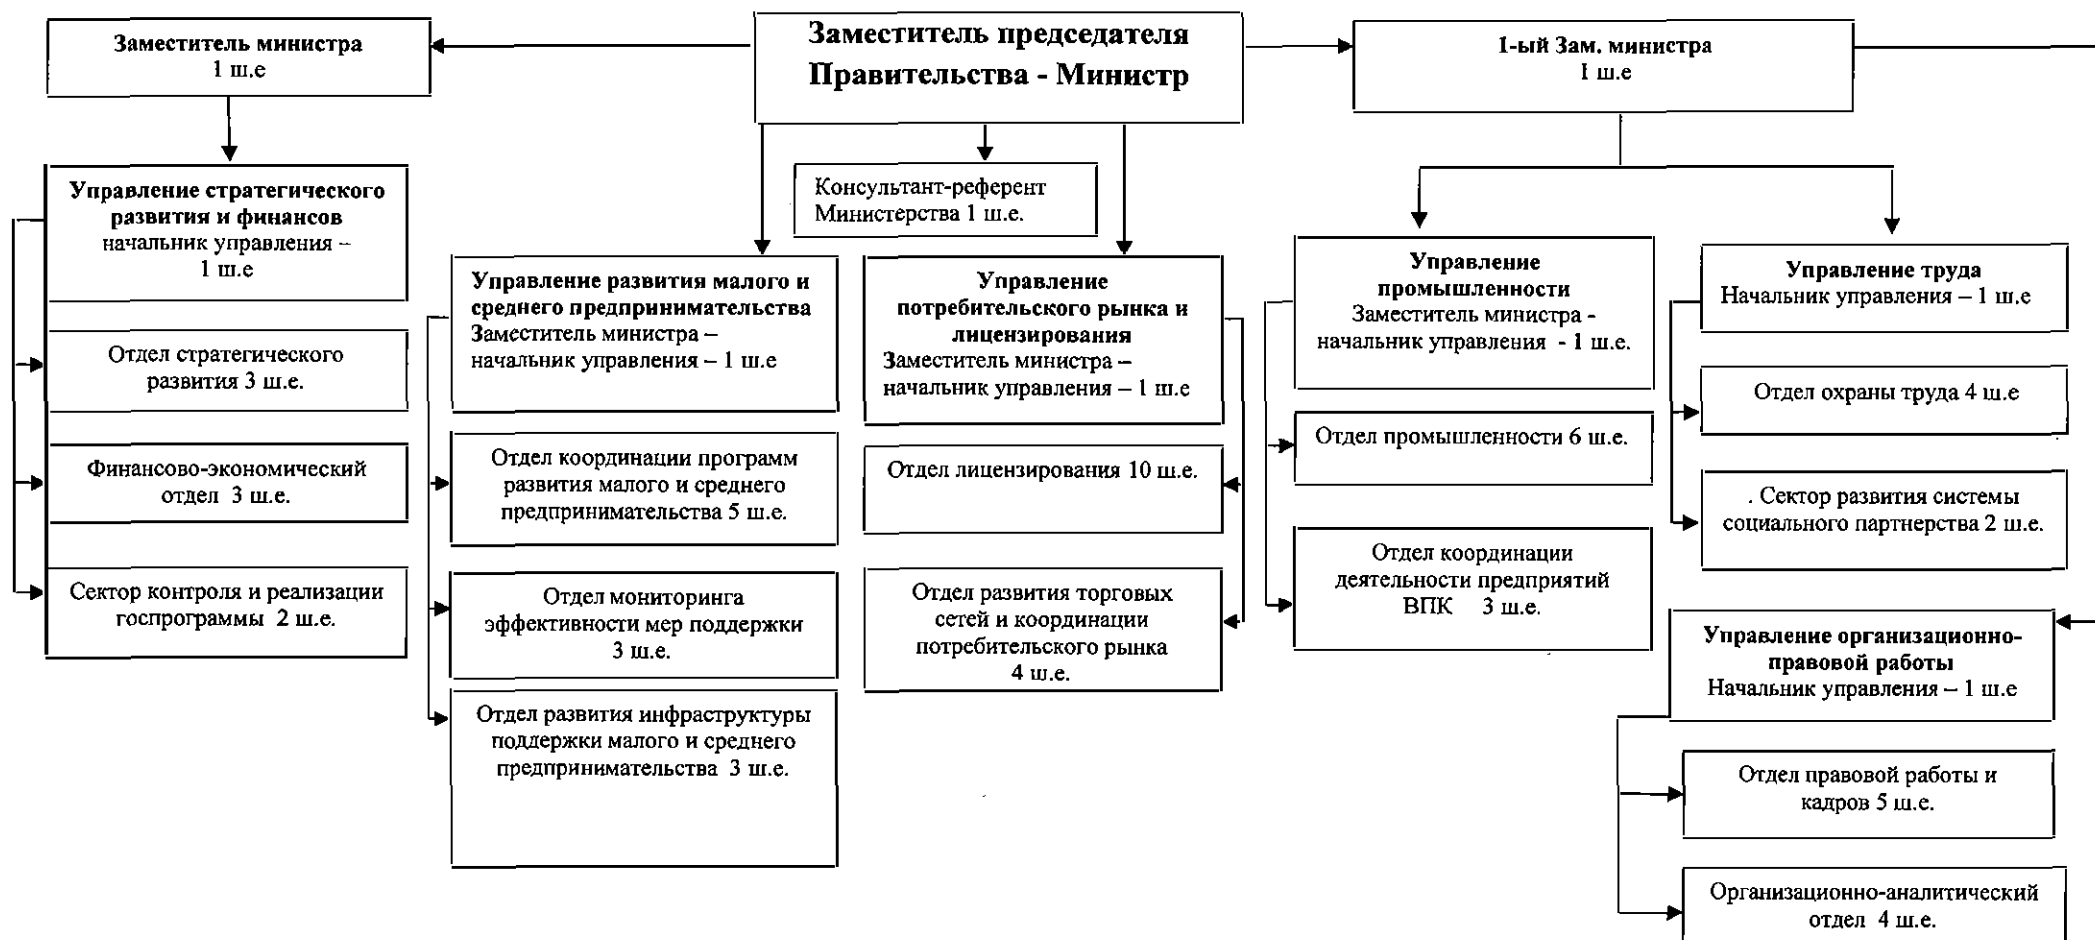 Заместитель министра
1 ш.е
Заместитель председателя
Правительства - Министр
1-ый Зам. министра
1 ш.е
Управление стратегического
развития и финансов
начальник управления –
1 ш.е
Отдел стратегического
развития 3 ш.е.
Финансово-экономический
отдел 3 ш.е.
Сектор контроля и реализации
госпрограммы 2 ш.е.
Консультант-референт
Министерства 1 ш.е.
Управление развития малого и
среднего предпринимательства
Заместитель министра –
начальник управления – 1 ш.е
Отдел координации программ
развития малого и среднего
предпринимательства 5 ш.е.
Отдел мониторинга
эффективности мер поддержки
3 ш.е.
Отдел развития инфраструктуры
поддержки малого и среднего
предпринимательства 3 ш.е.
Управление
потребительского рынка и
лицензирования
Заместитель министра –
начальник управления – 1 ш.е
Отдел лицензирования 10 ш.е.
Отдел развития торговых
сетей и координации
потребительского рынка
4 ш.е.
Управление
промышленности
Заместитель министра -
начальник управления - 1 ш.е.
Отдел промышленности 6 ш.е.
Отдел координации
деятельности предприятий
ВПК 3 ш.е.
Управление труда
Начальник управления – 1 ш.е
Отдел охраны труда 4 ш.е
. Сектор развития системы
социального партнерства 2 ш.е.
Управление организационно-
правовой работы
Начальник управления – 1 ш.е
Отдел правовой работы и
кадров 5 ш.е.
Организационно-аналитический
отдел 4 ш.е.